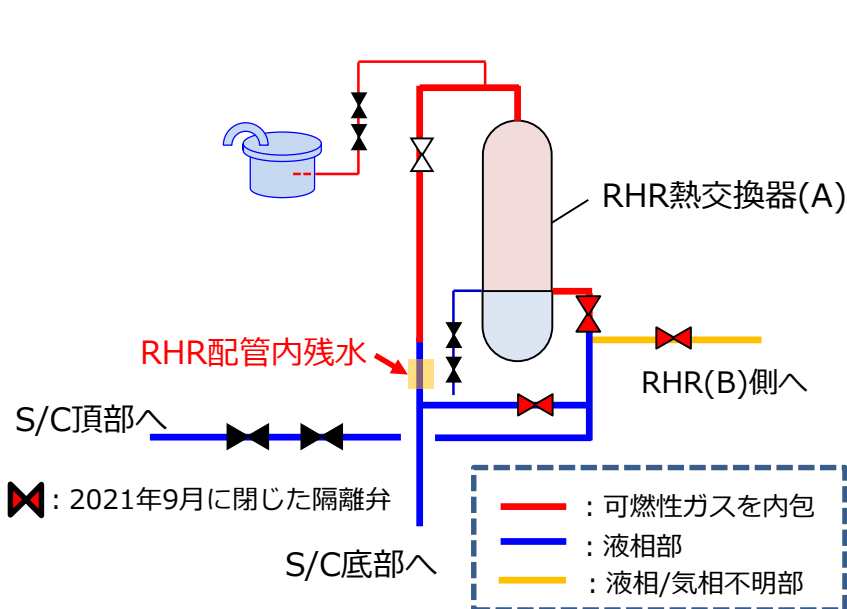 RHR熱交換器(A)
RHR配管内残水
RHR(B)側へ
S/C頂部へ
：2021年9月に閉じた隔離弁
S/C底部へ
：可燃性ガスを内包
：液相部
：液相/気相不明部